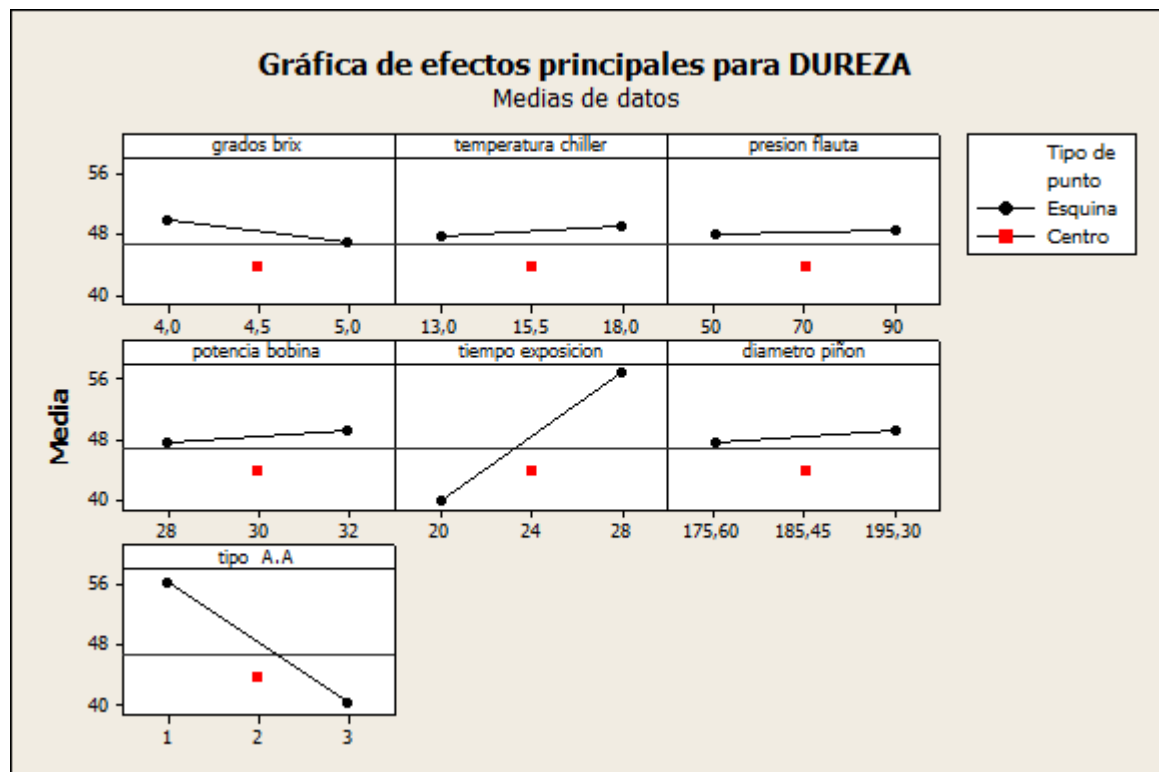 Gráfica de efectos principales para DUREZA
Medias de datos
grados brix temperatura chiller presion flauta
56
48
40
4,0 4,5 5,0 13,0 15,5 18,0 50 70 90
Tipo de
punto
Esquina
Centro
potencia bobina tiempo exposicion diametro piñon
56
48
40
28 30 32 20 24 28 175,60 185,45 195,30
Media
tipo A.A
56
48
40
1 2 3